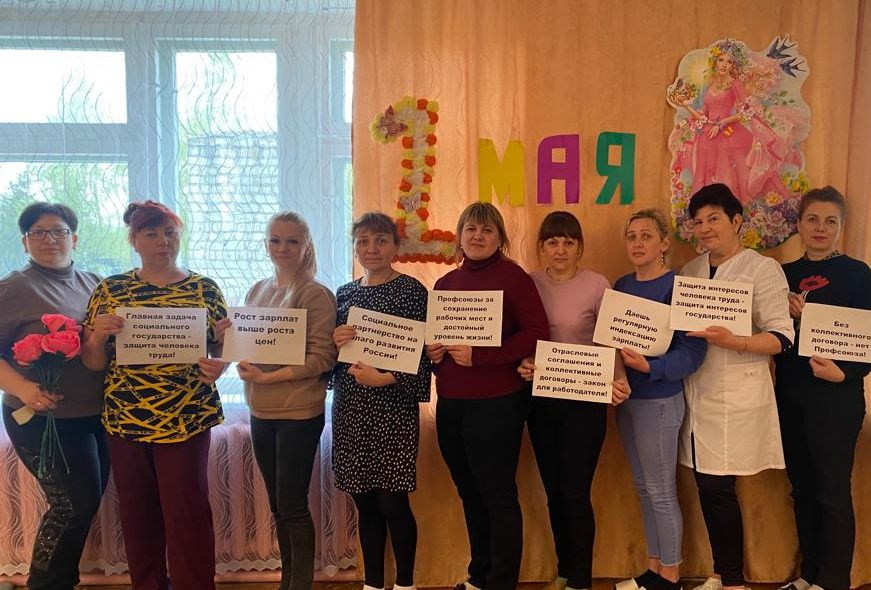 1 МАЯ
Главная задача
социального
государства -
защита человека
труда!
Рост зарплат
выше роста
цен!
Социальное
партнерство на
благо развития
России!
Профсоюзы за
сохранение
рабочих мест и
достойный
уровень жизни!
Отраслевые
соглашения и
коллективные
договоры - закон
для работодателя!
Даешь
регулярную
индексацию
зарплаты!
Защита интересов
человека труда -
защита интересов
государства!
Без
коллективного
договора - нет
Профсоюза!